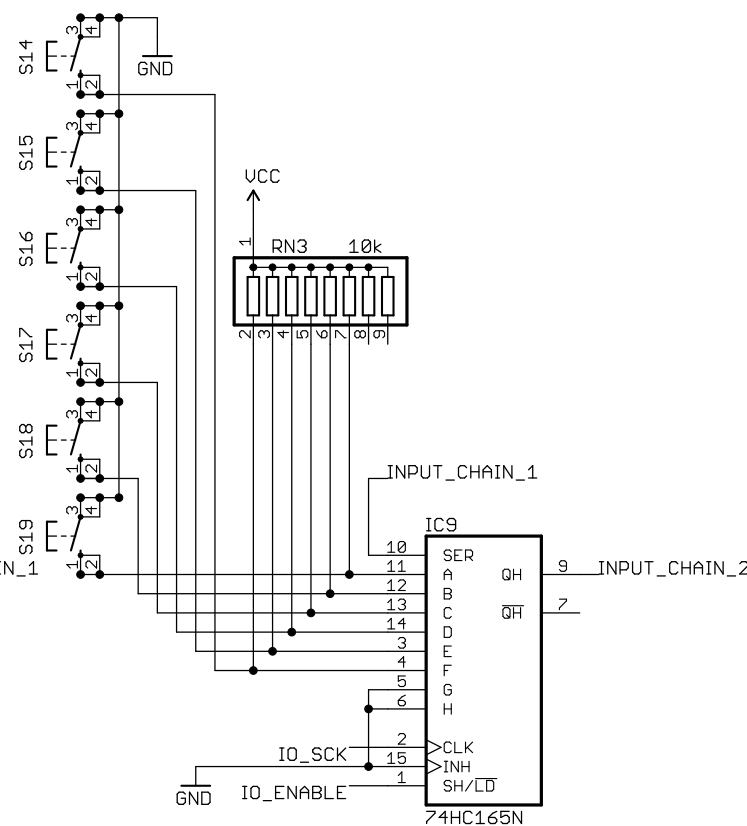 S14
3
4
1
2
GND
S15
3
4
1
2
S16
3
4
1
2
S17
3
4
1
2
S18
3
4
1
2
S19
3
4
1
2
IN_1
VCC
1
RN3 10k
2 3 4 5 6 7 8 9
INPUT_CHAIN_1
IC9
10 SER
11 A QH 9 INPUT_CHAIN_2
12 B
13 C QH 7
14 D
3 E
4 F
5 G
6 H
IO_SCK 2 CLK
15 INH
GND
IO_ENABLE 1 SH/LD
74HC165N